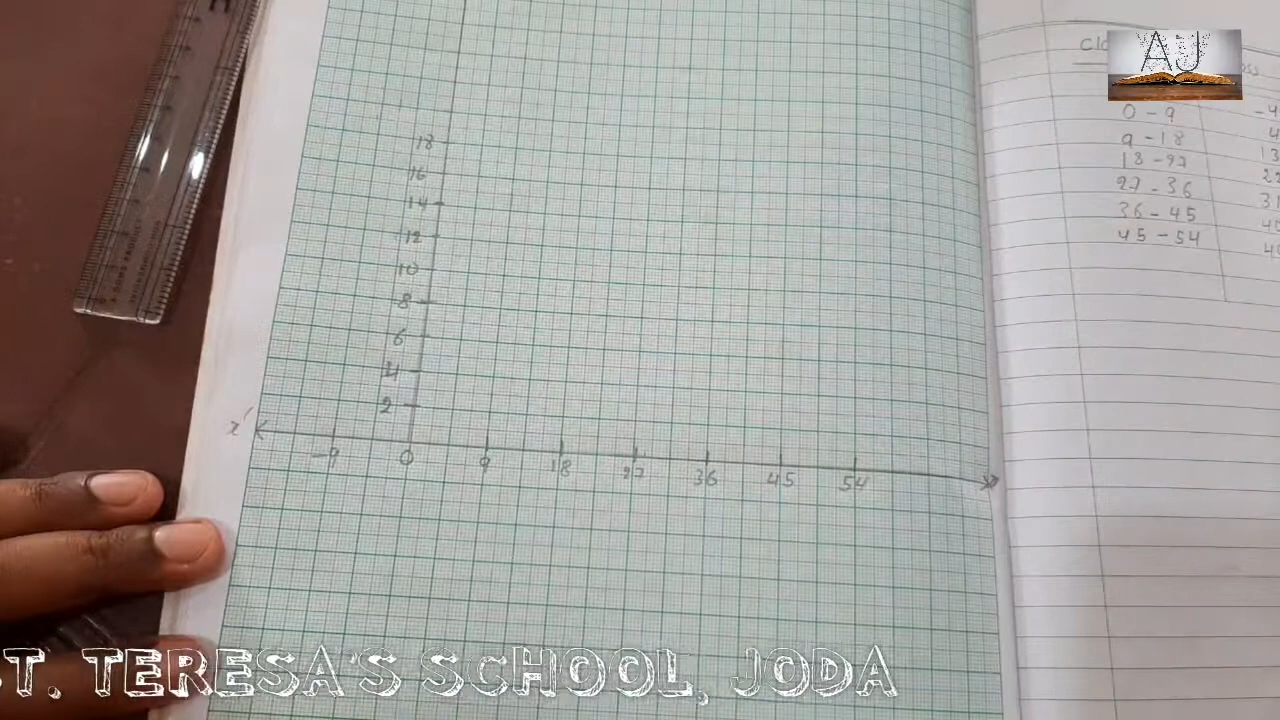 18
16
14
12
10
8
6
4
2
x'
-9 0 9 18 27 36 45 54
AJ
0 - 9
9 - 18
18 - 27
27 - 36
36 - 45
45 - 54
T. TERESA'S SCHOOL, JODA